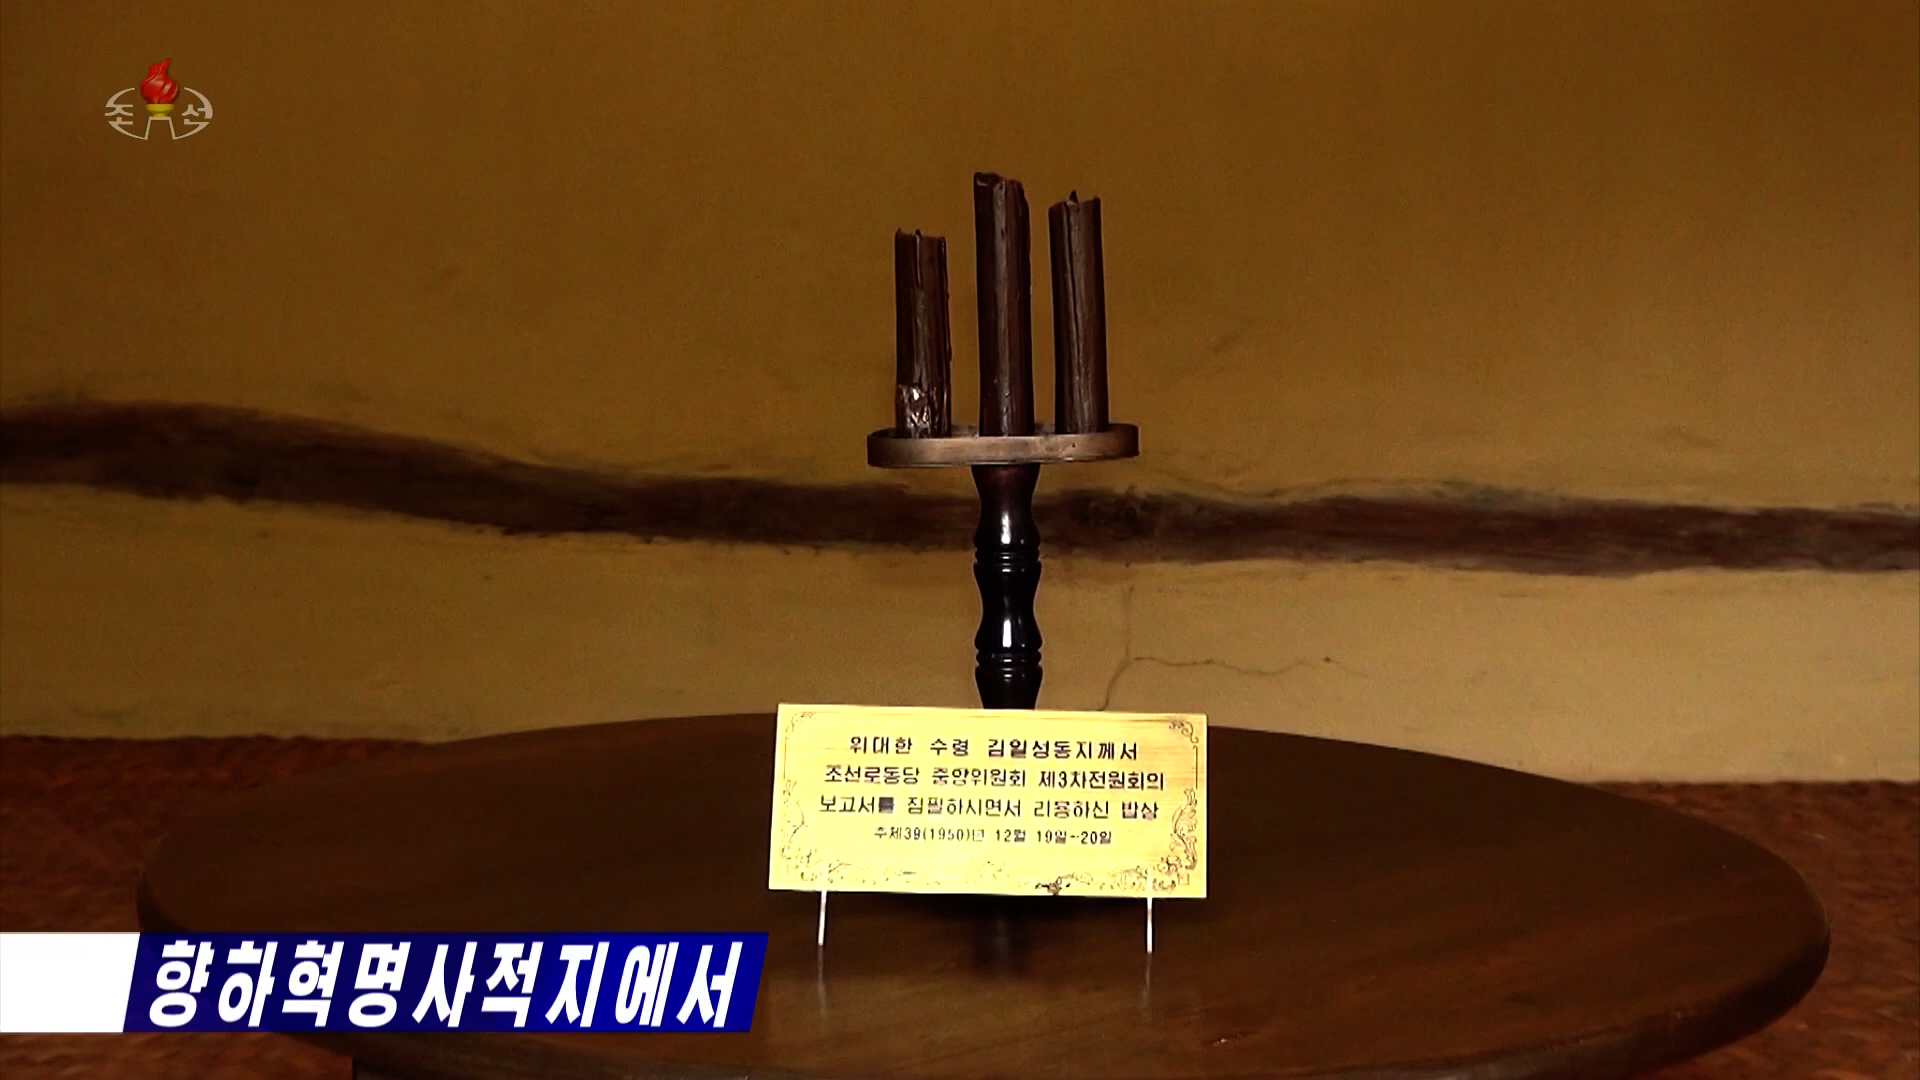 조선
위대한 수령 김일성동지께서
조선로동당 중앙위원회 제3차전원회의
보고서를 집필하시면서 리용하신 밥상
주체39(1950)년 12월 19일-20일
향하혁명사적지에서